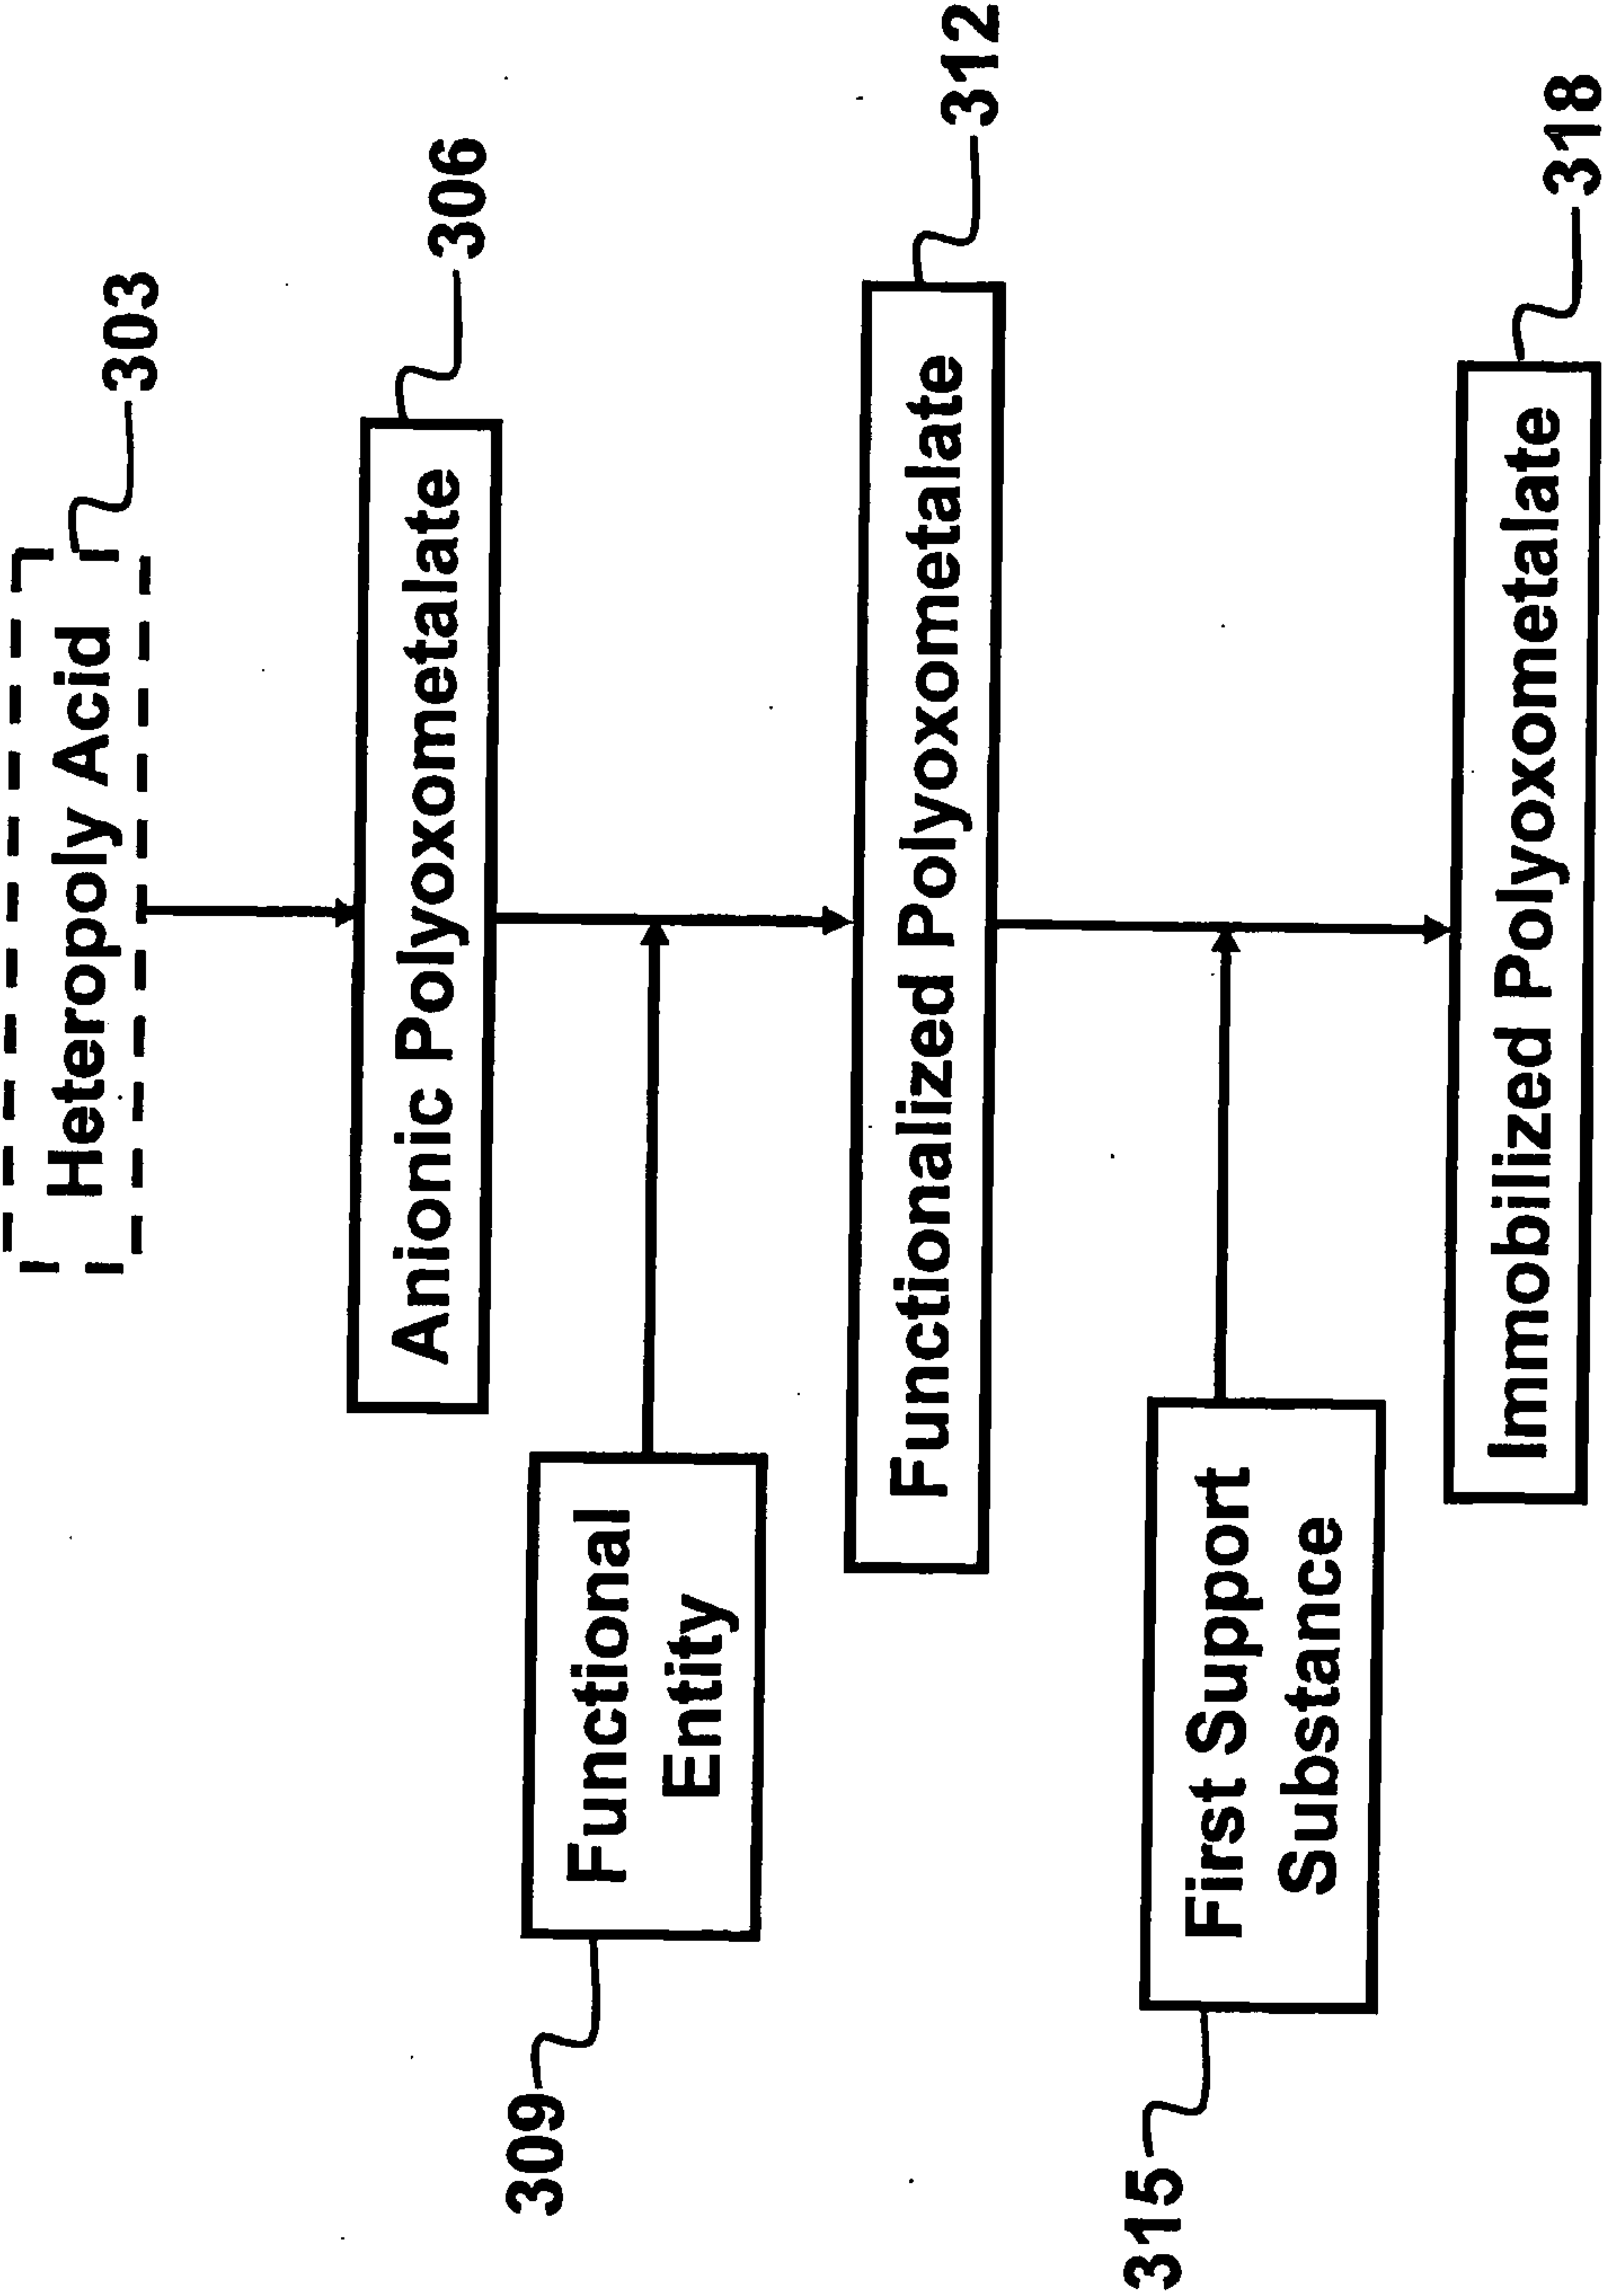 Heteropoly Acid
303
Anionic Polyoxometalate
306
Functional
Entity
309
Functionalized Polyoxometalate
312
First Support
Substance
315
Immobilized Polyoxometalate
318